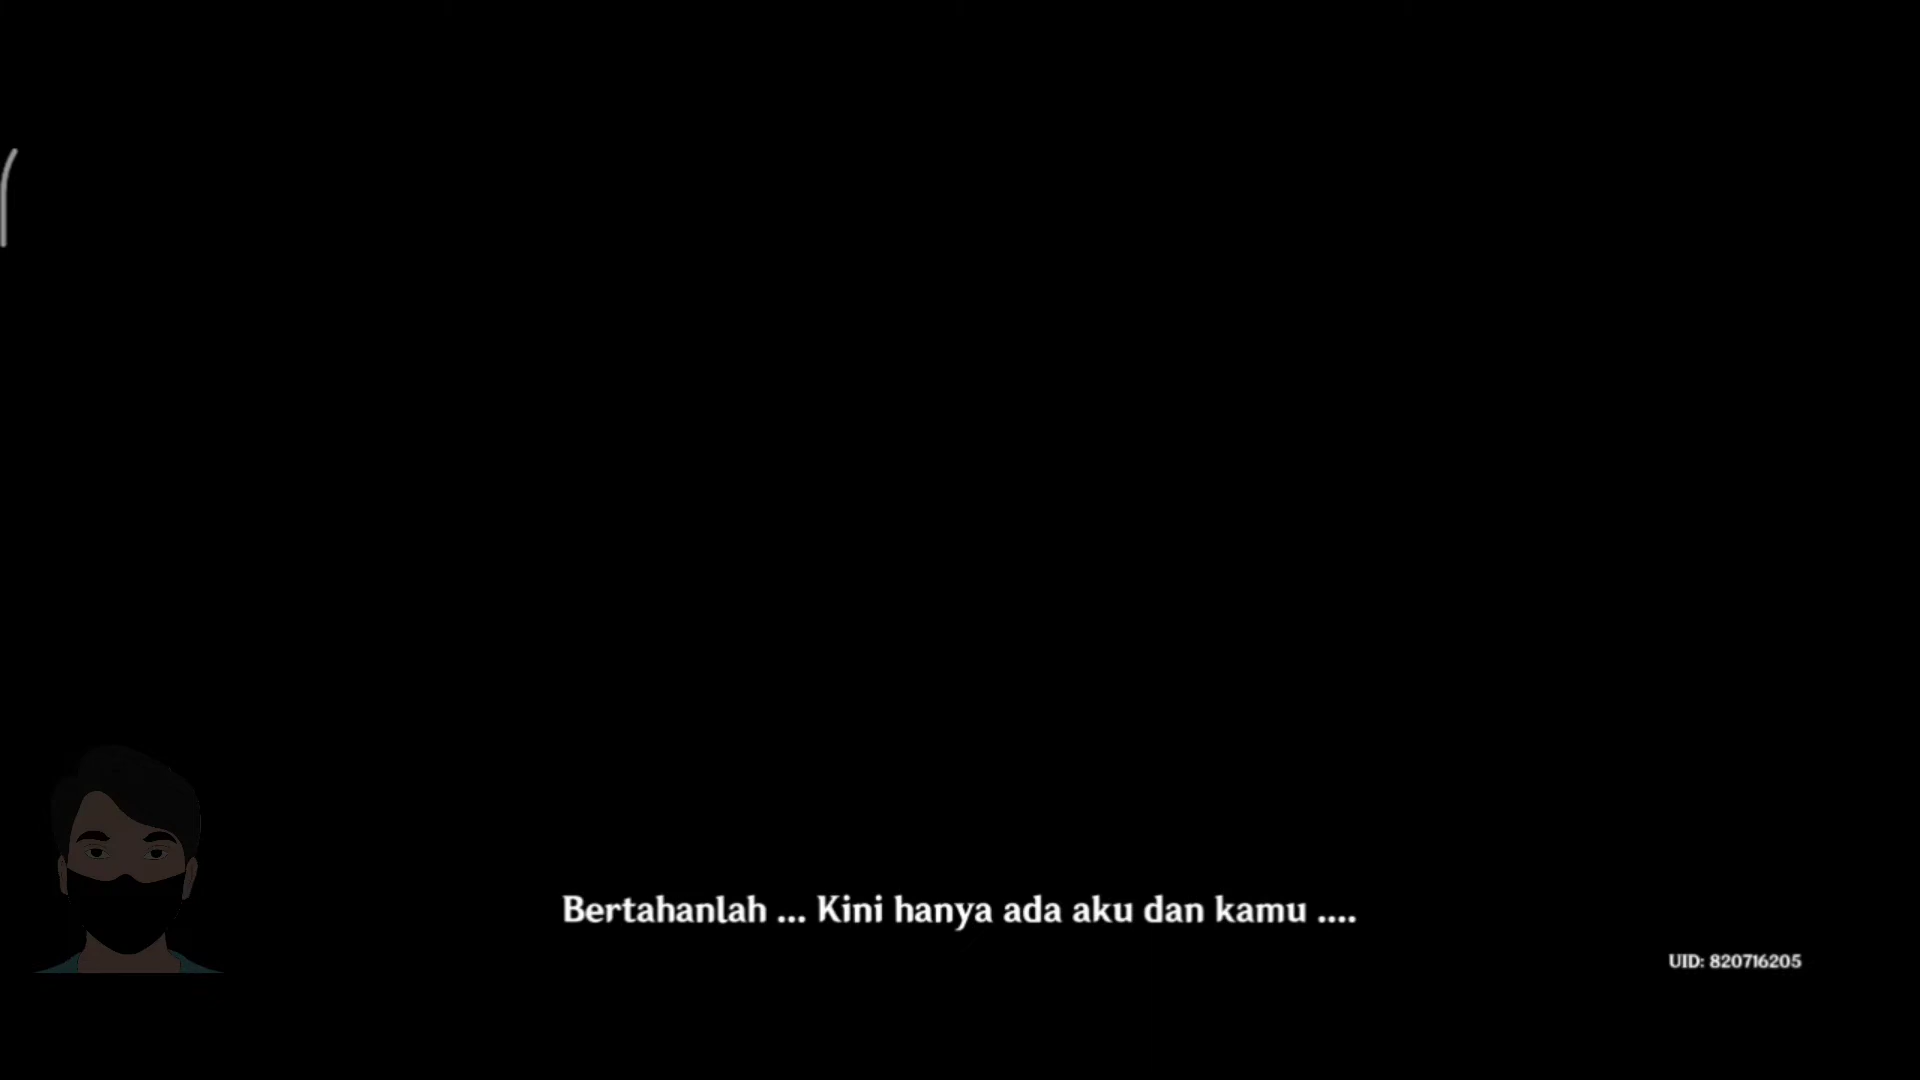 Bertahanlah ... Kini hanya ada aku dan kamu ....
UID: 820716205